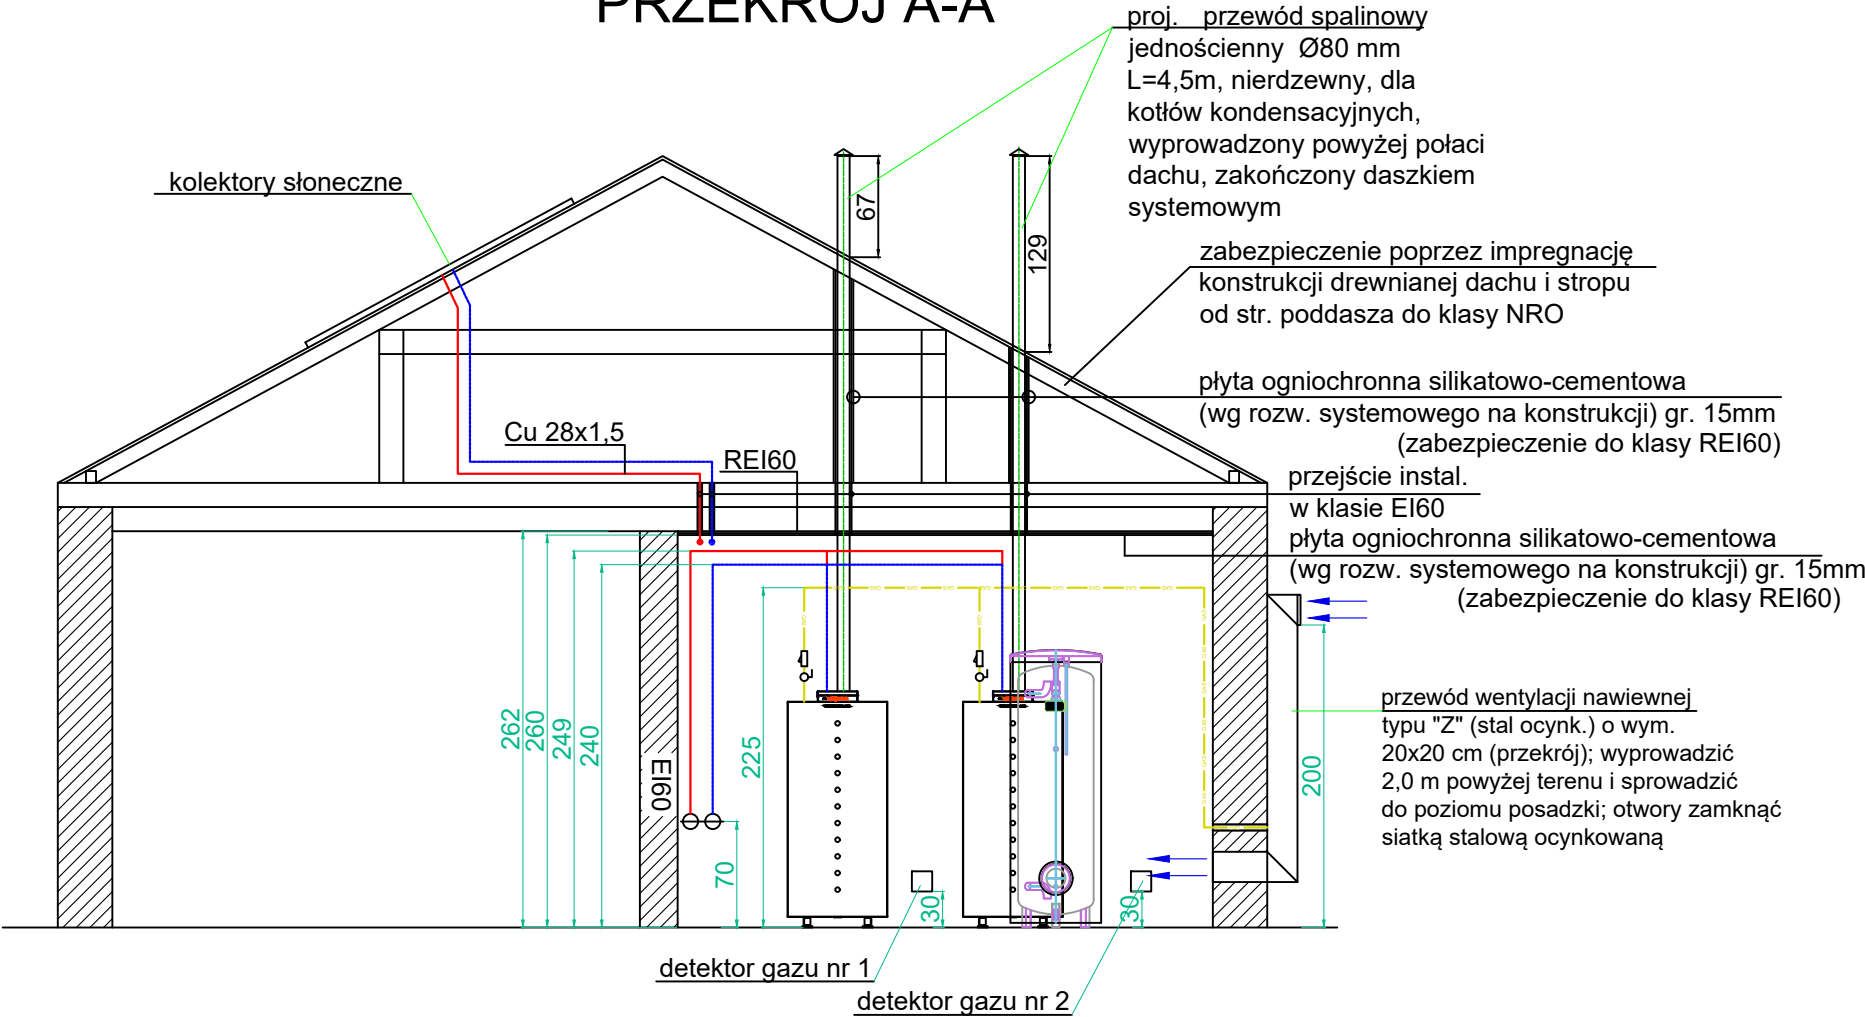 PRZEKRÓJ A-A
proj. przewód spalinowy
jednościenny Ø80 mm
L=4,5m, nierdzewny, dla
kotłów kondensacyjnych,
wyprowadzony powyżej połaci
dachu, zakończony daszkiem
systemowym
kolektory słoneczne
67
129
zabezpieczenie poprzez impregnację
konstrukcji drewnianej dachu i stropu
od str. poddasza do klasy NRO
płyta ogniochronna silikatowo-cementowa
(wg rozw. systemowego na konstrukcji) gr. 15mm
(zabezpieczenie do klasy REI60)
Cu 28x1,5
REI60
przejście instal.
w klasie EI60
płyta ogniochronna silikatowo-cementowa
(wg rozw. systemowego na konstrukcji) gr. 15mm
(zabezpieczenie do klasy REI60)
262
260
249
240
EI60
225
70
30
30
200
przewód wentylacji nawiewnej
typu "Z" (stal ocynk.) o wym.
20x20 cm (przekrój); wyprowadzić
2,0 m powyżej terenu i sprowadzić
do poziomu posadzki; otwory zamknąć
siatką stalową ocynkowaną
detektor gazu nr 1
detektor gazu nr 2